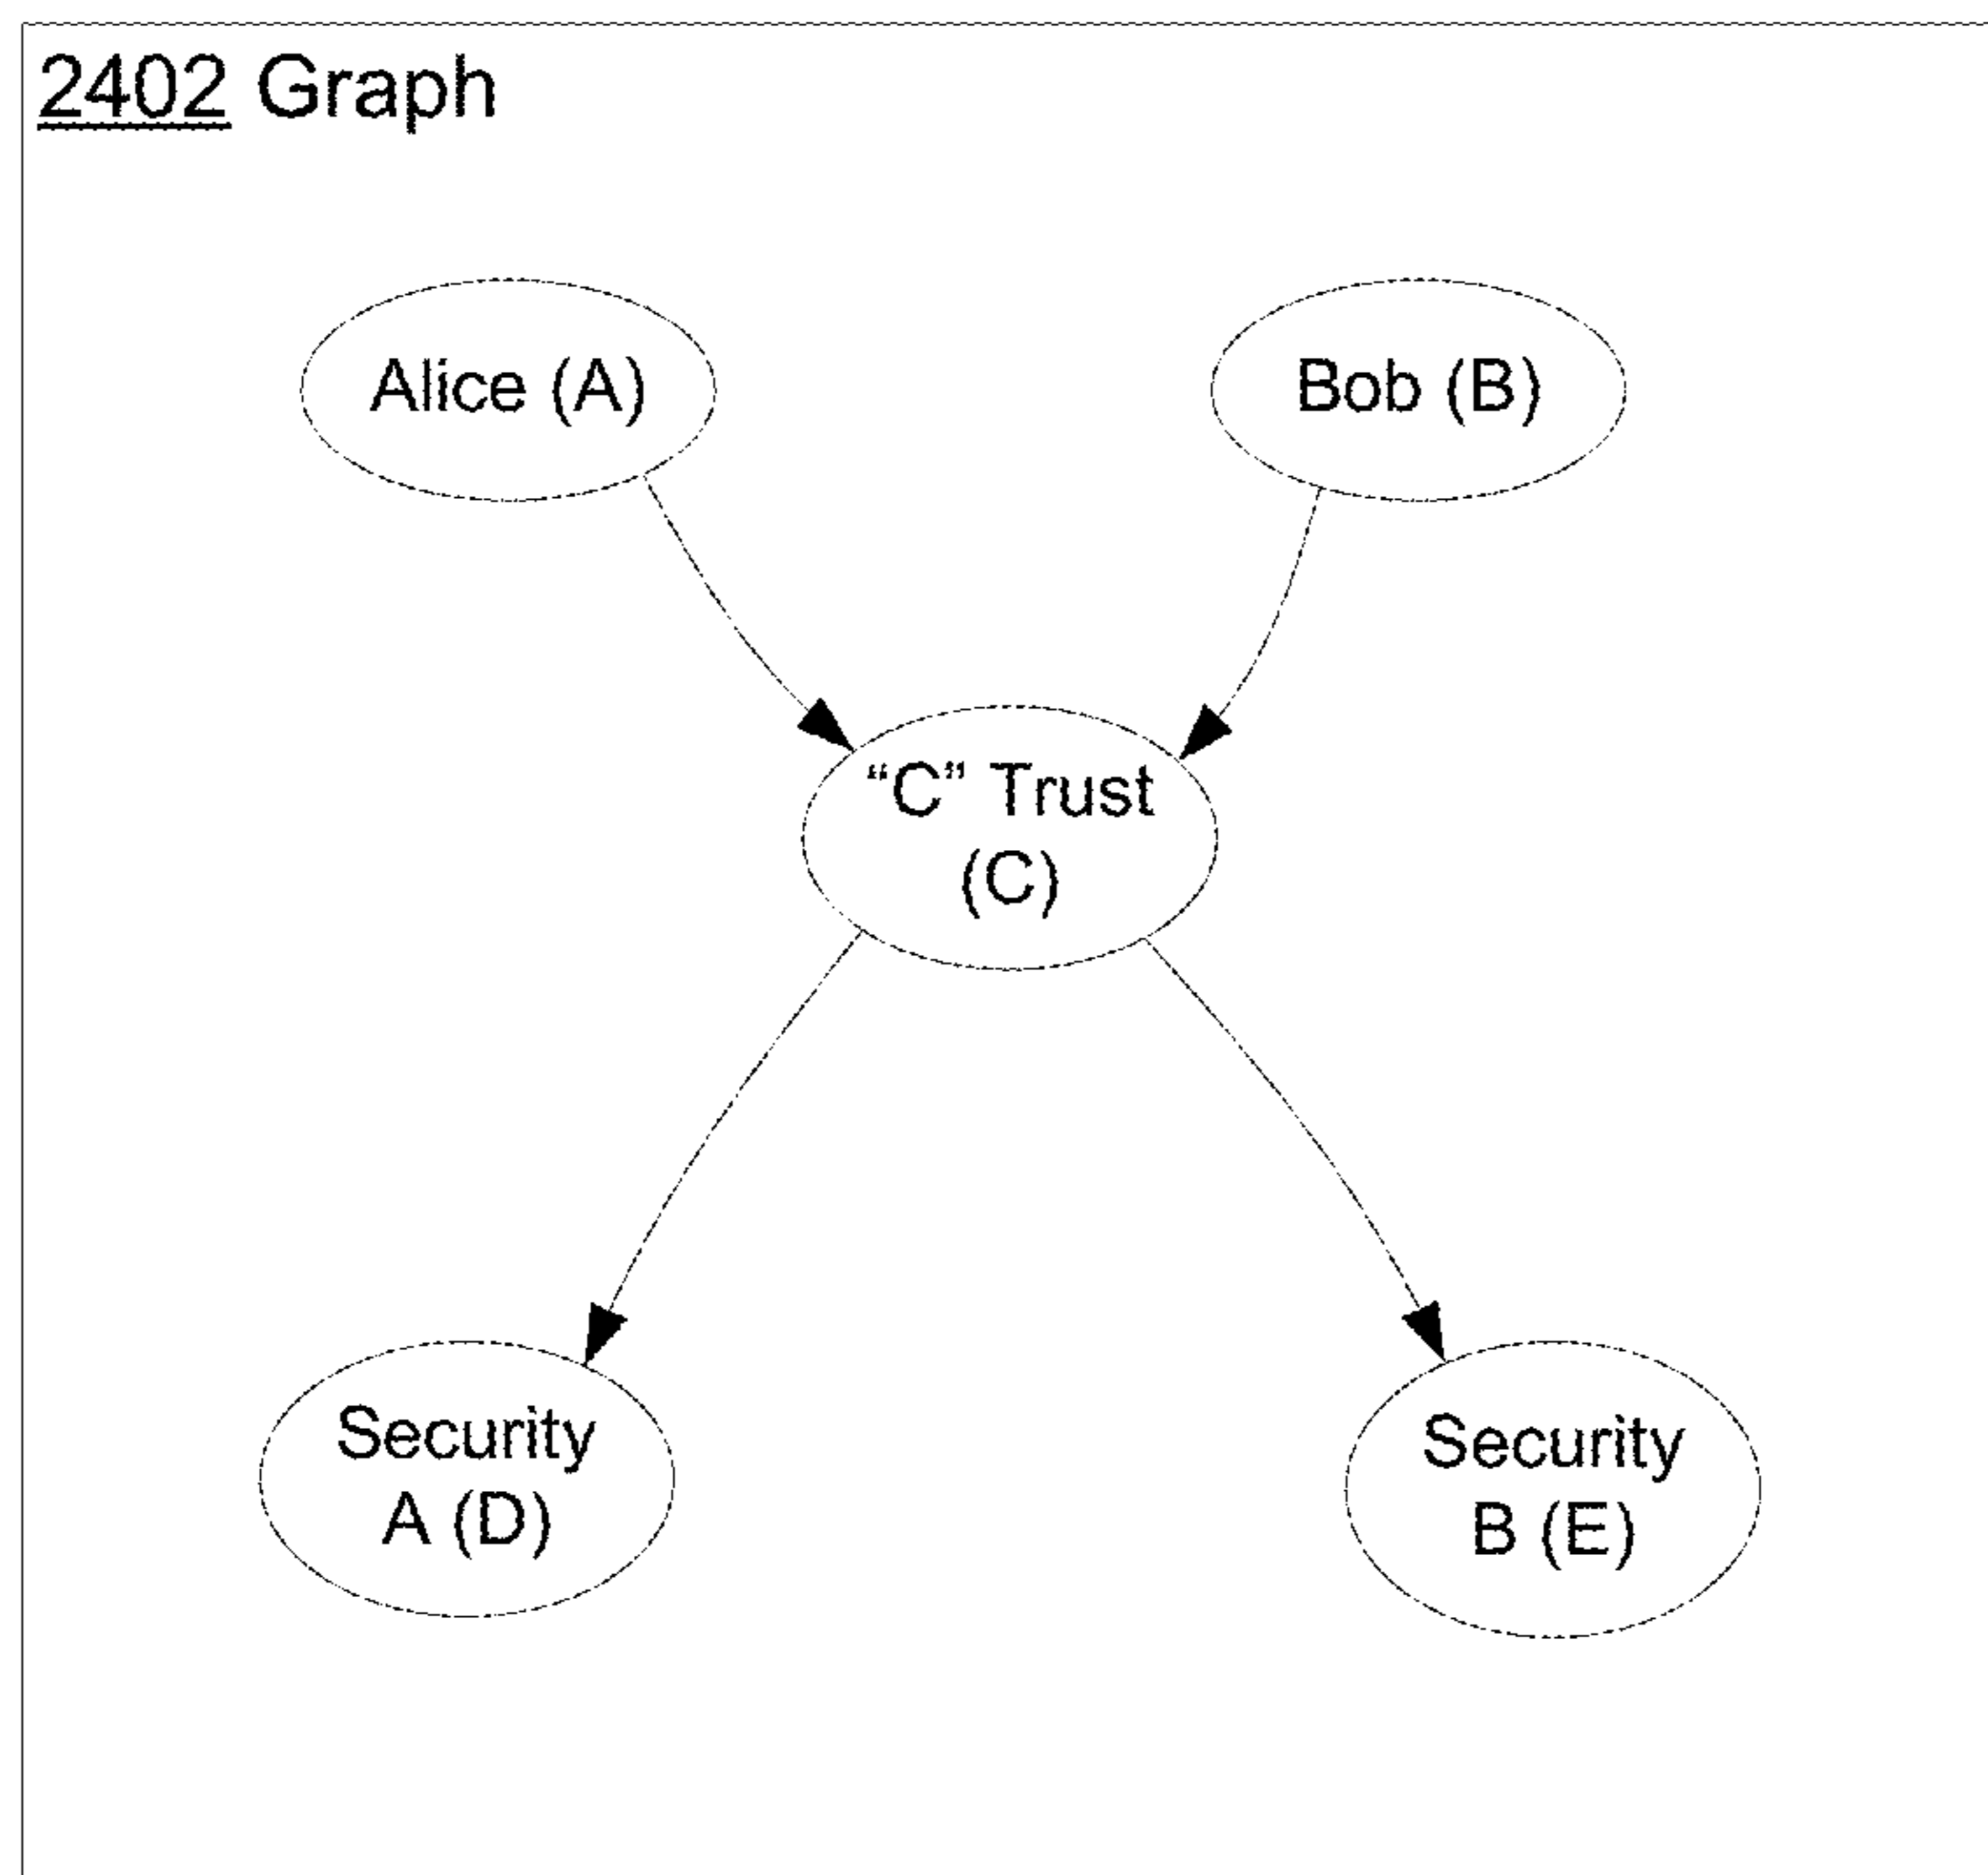 2402 Graph
Alice (A)
Bob (B)
“C” Trust
(C)
Security
A (D)
Security
B (E)